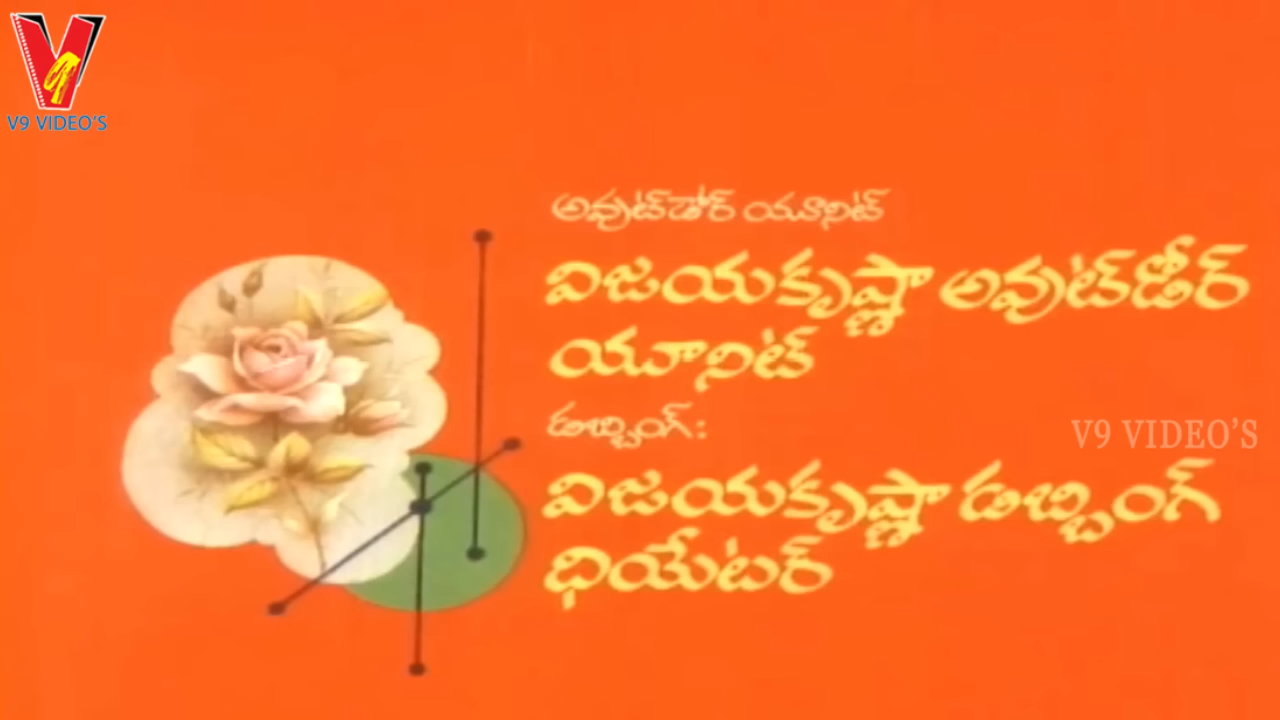 V9 VIDEO'S
అవుట్‌డోర్ యూనిట్
విజయకృష్ణా అవుట్‌డోర్
యూనిట్
డబ్బింగ్:
V9 VIDEO'S
విజయకృష్ణా డబ్బింగ్
థియేటర్